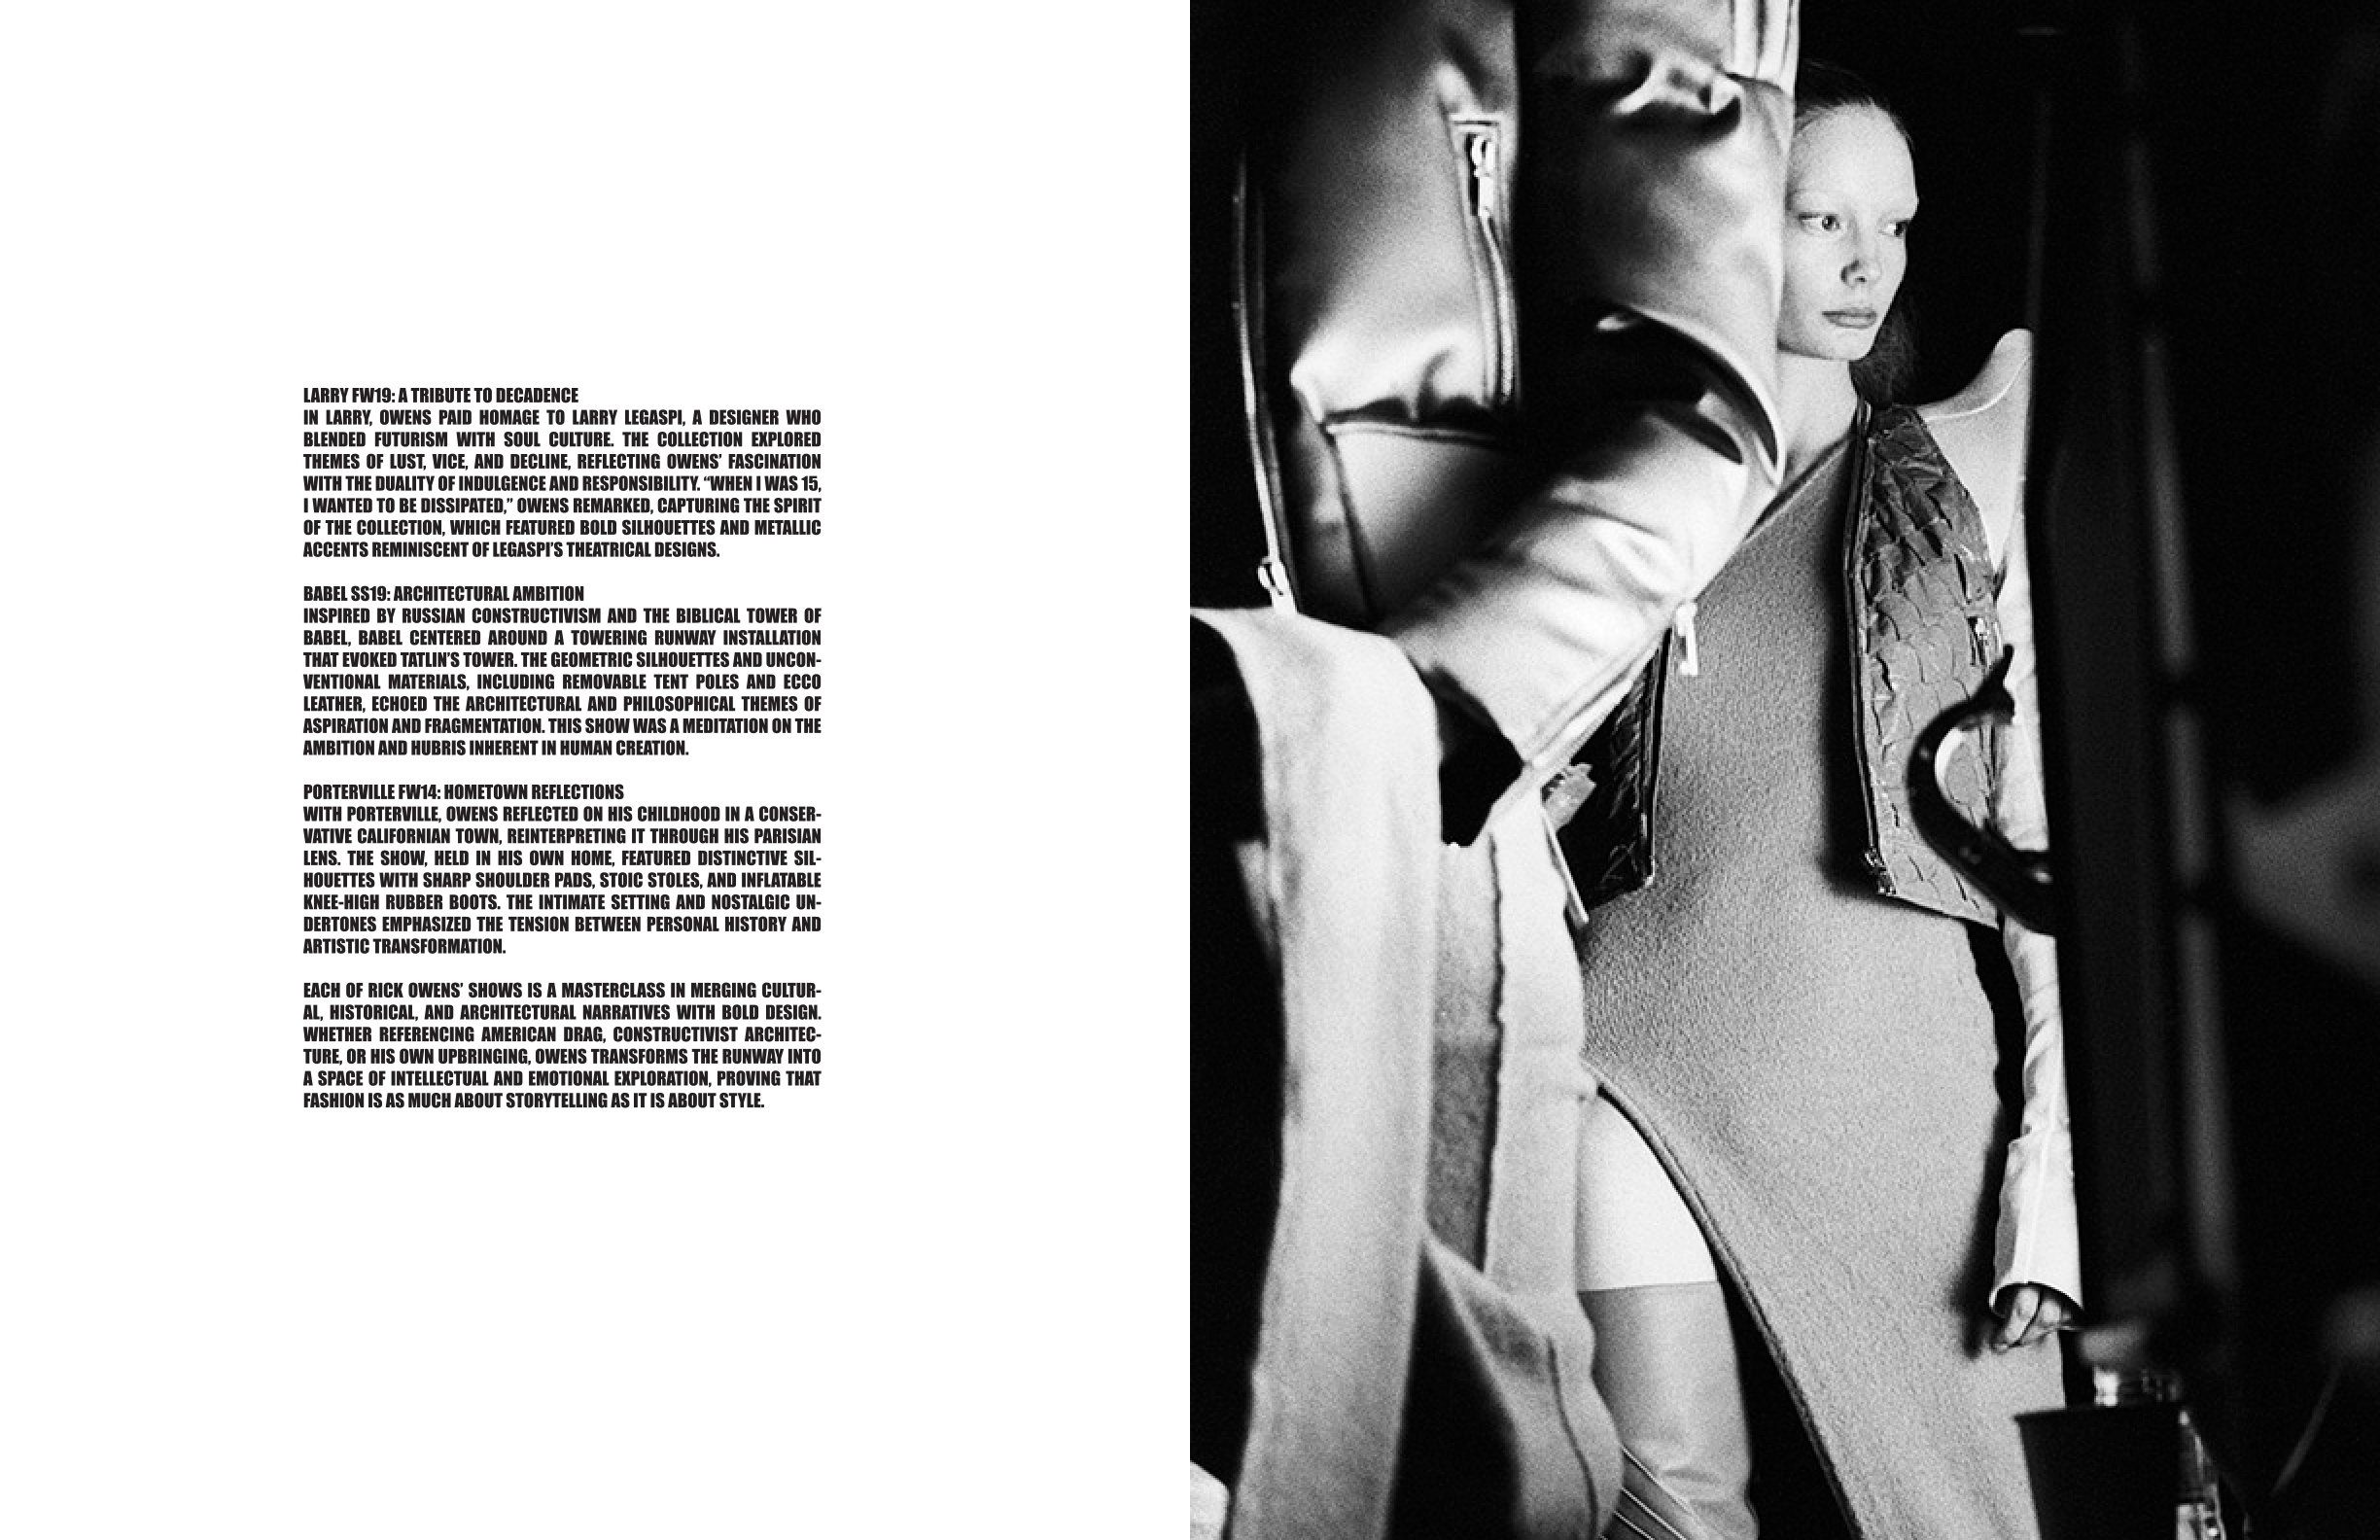 LARRY FW19: A TRIBUTE TO DECADENCE
IN LARRY, OWENS PAID HOMAGE TO LARRY LEGASPI, A DESIGNER WHO
BLENDED FUTURISM WITH SOUL CULTURE. THE COLLECTION EXPLORED
THEMES OF LUST, VICE, AND DECLINE, REFLECTING OWENS’ FASCINATION
WITH THE DUALITY OF INDULGENCE AND RESPONSIBILITY. “WHEN I WAS 15,
I WANTED TO BE DISSIPATED,” OWENS REMARKED, CAPTURING THE SPIRIT
OF THE COLLECTION, WHICH FEATURED BOLD SILHOUETTES AND METALLIC
ACCENTS REMINISCENT OF LEGASPI’S THEATRICAL DESIGNS.
BABEL SS19: ARCHITECTURAL AMBITION
INSPIRED BY RUSSIAN CONSTRUCTIVISM AND THE BIBLICAL TOWER OF
BABEL, BABEL CENTERED AROUND A TOWERING RUNWAY INSTALLATION
THAT EVOKED TATLIN’S TOWER. THE GEOMETRIC SILHOUETTES AND UNCON-
VENTIONAL MATERIALS, INCLUDING REMOVABLE TENT POLES AND ECCO
LEATHER, ECHOED THE ARCHITECTURAL AND PHILOSOPHICAL THEMES OF
ASPIRATION AND FRAGMENTATION. THIS SHOW WAS A MEDITATION ON THE
AMBITION AND HUBRIS INHERENT IN HUMAN CREATION.
PORTERVILLE FW14: HOMETOWN REFLECTIONS
WITH PORTERVILLE, OWENS REFLECTED ON HIS CHILDHOOD IN A CONSER-
VATIVE CALIFORNIAN TOWN, REINTERPRETING IT THROUGH HIS PARISIAN
LENS. THE SHOW, HELD IN HIS OWN HOME, FEATURED DISTINCTIVE SIL-
HOUETTES WITH SHARP SHOULDER PADS, STOIC STOLES, AND INFLATABLE
KNEE-HIGH RUBBER BOOTS. THE INTIMATE SETTING AND NOSTALGIC UN-
DERTONES EMPHASIZED THE TENSION BETWEEN PERSONAL HISTORY AND
ARTISTIC TRANSFORMATION.
EACH OF RICK OWENS’ SHOWS IS A MASTERCLASS IN MERGING CULTUR-
AL, HISTORICAL, AND ARCHITECTURAL NARRATIVES WITH BOLD DESIGN.
WHETHER REFERENCING AMERICAN DRAG, CONSTRUCTIVIST ARCHITEC-
TURE, OR HIS OWN UPBRINGING, OWENS TRANSFORMS THE RUNWAY INTO
A SPACE OF INTELLECTUAL AND EMOTIONAL EXPLORATION, PROVING THAT
FASHION IS AS MUCH ABOUT STORYTELLING AS IT IS ABOUT STYLE.